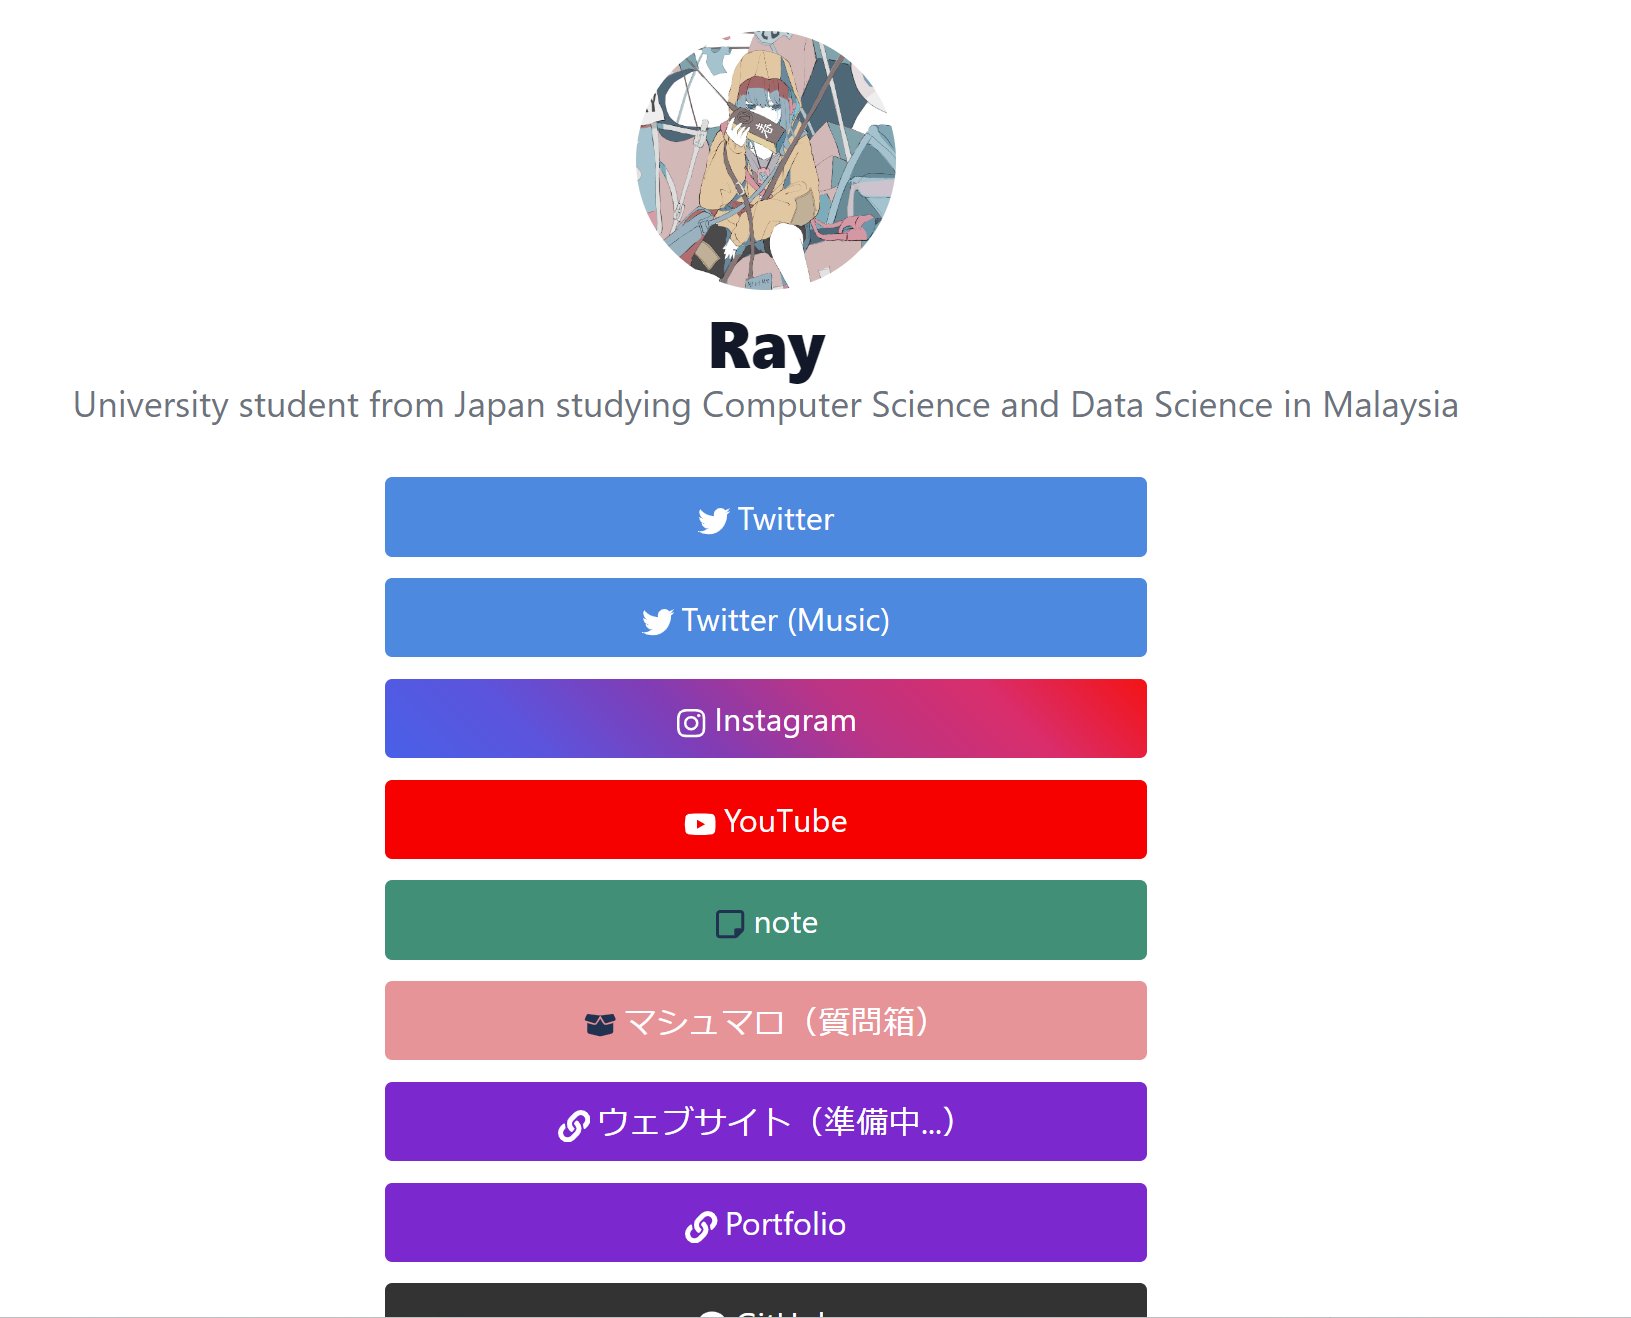 Ray
University student from Japan studying Computer Science and Data Science in Malaysia
Twitter
Twitter (Music)
Instagram
YouTube
note
マシュマロ（質問箱）
ウェブサイト（準備中...）
Portfolio
GitHub